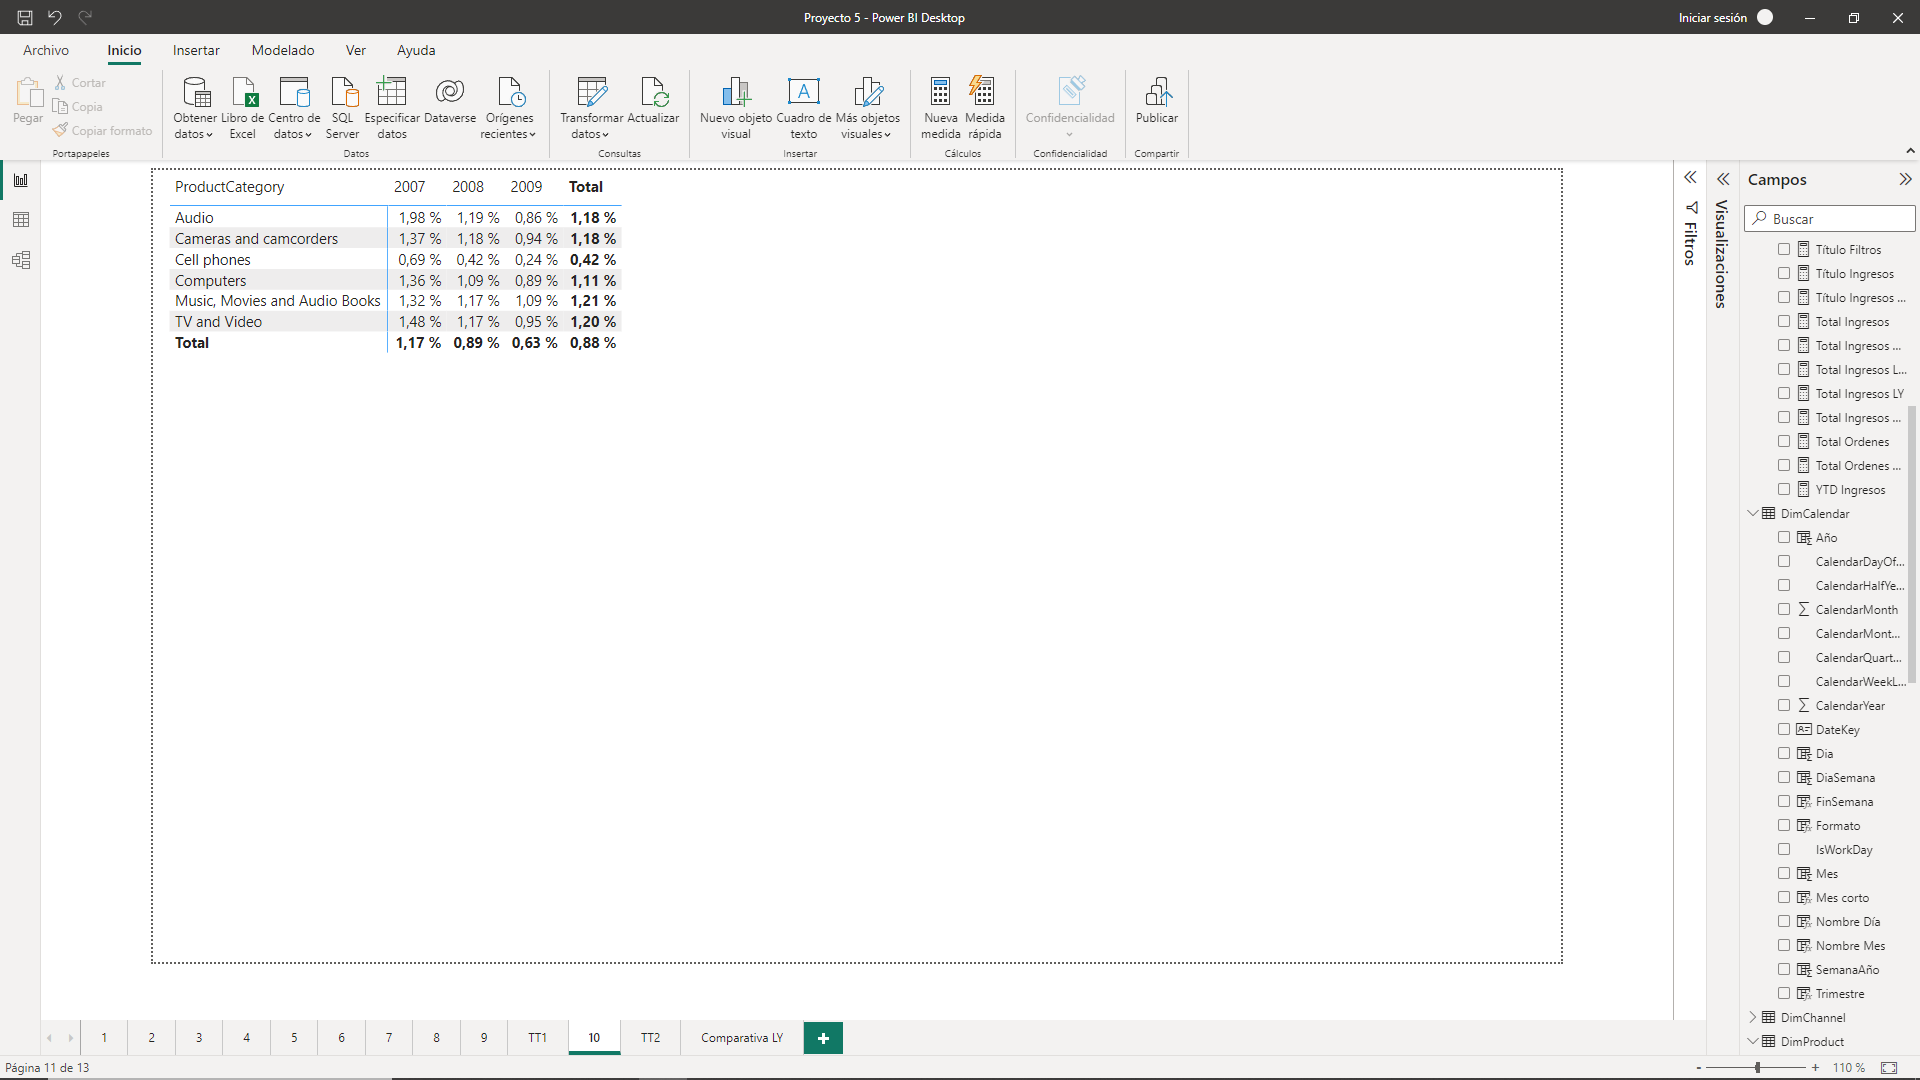 Proyecto 5 - Power BI Desktop
Iniciar sesión
Archivo Inicio Insertar Modelado Ver Ayuda
Pegar
Cortar
Copia
Copiar formato
Portapapeles
Obtener datos
Libro de Excel
Centro de datos
SQL Server
Especificar datos
Dataverse
Orígenes recientes
Datos
Transformar datos
Actualizar
Consultas
Nuevo objeto visual
Cuadro de texto
Más objetos visuales
Insertar
Nueva medida
Medida rápida
Cálculos
Confidencialidad
Confidencialidad
Publicar
Compartir
ProductCategory 2007 2008 2009 Total
Audio 1,98 % 1,19 % 0,86 % 1,18 %
Cameras and camcorders 1,37 % 1,18 % 0,94 % 1,18 %
Cell phones 0,69 % 0,42 % 0,24 % 0,42 %
Computers 1,36 % 1,09 % 0,89 % 1,11 %
Music, Movies and Audio Books 1,32 % 1,17 % 1,09 % 1,21 %
TV and Video 1,48 % 1,17 % 0,95 % 1,20 %
Total 1,17 % 0,89 % 0,63 % 0,88 %
Filtros
Visualizaciones
Campos
Buscar
Título Filtros
Título Ingresos
Título Ingresos ...
Total Ingresos
Total Ingresos ...
Total Ingresos L...
Total Ingresos LY
Total Ingresos ...
Total Ordenes
Total Ordenes ...
YTD Ingresos
DimCalendar
Año
CalendarDayOf...
CalendarHalfYe...
CalendarMonth
CalendarMont...
CalendarQuart...
CalendarWeekL...
CalendarYear
DateKey
Dia
DiaSemana
FinSemana
Formato
IsWorkDay
Mes
Mes corto
Nombre Día
Nombre Mes
SemanaAño
Trimestre
DimChannel
DimProduct
1 2 3 4 5 6 7 8 9 TT1 10 TT2 Comparativa LY +
Página 11 de 13
- + 110 %